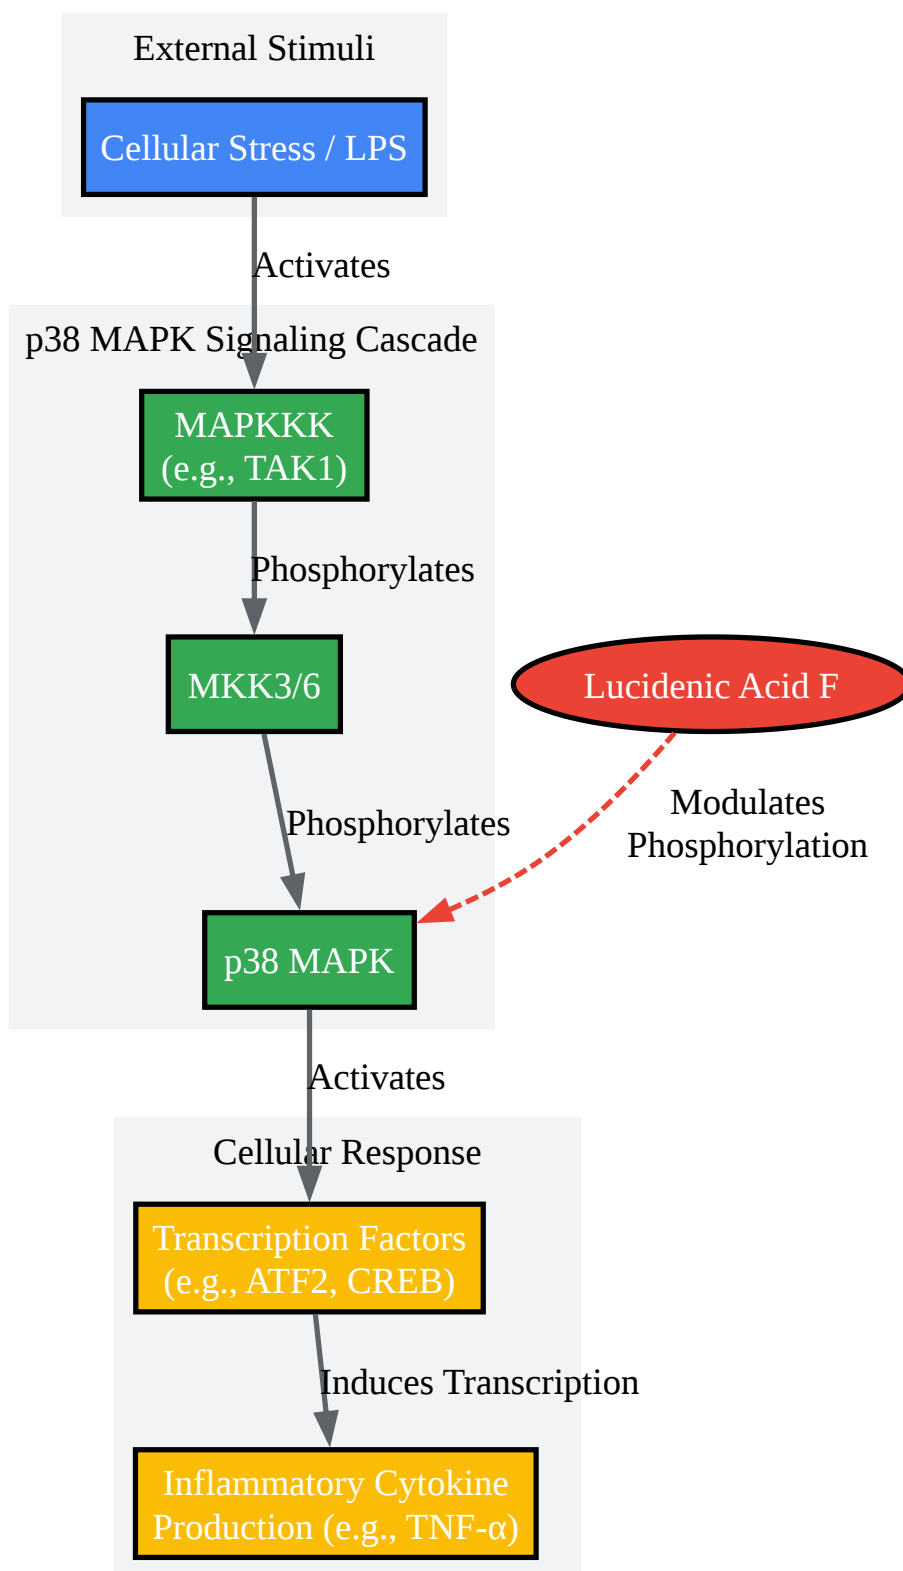 External Stimuli
Cellular Stress / LPS
Activates
p38 MAPK Signaling Cascade
MAPKKK
(e.g., TAK1)
Phosphorylates
MKK3/6
Lucidenic Acid F
Phosphorylates
Modulates
Phosphorylation
p38 MAPK
Activates
Cellular Response
Transcription Factors
(e.g., ATF2, CREB)
Induces Transcription
Inflammatory Cytokine
Production (e.g., TNF-α)